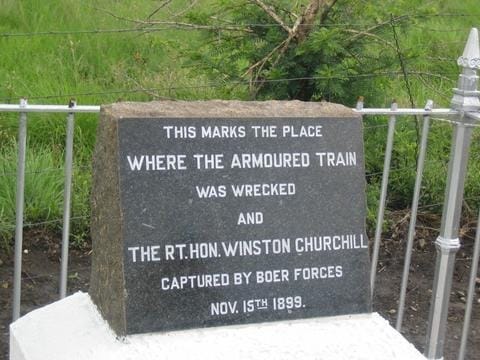 THIS MARKS THE PLACE
WHERE THE ARMOURED TRAIN
WAS WRECKED
AND
THE RT. HON. WINSTON CHURCHILL
CAPTURED BY BOER FORCES
NOV. 15TH 1899.